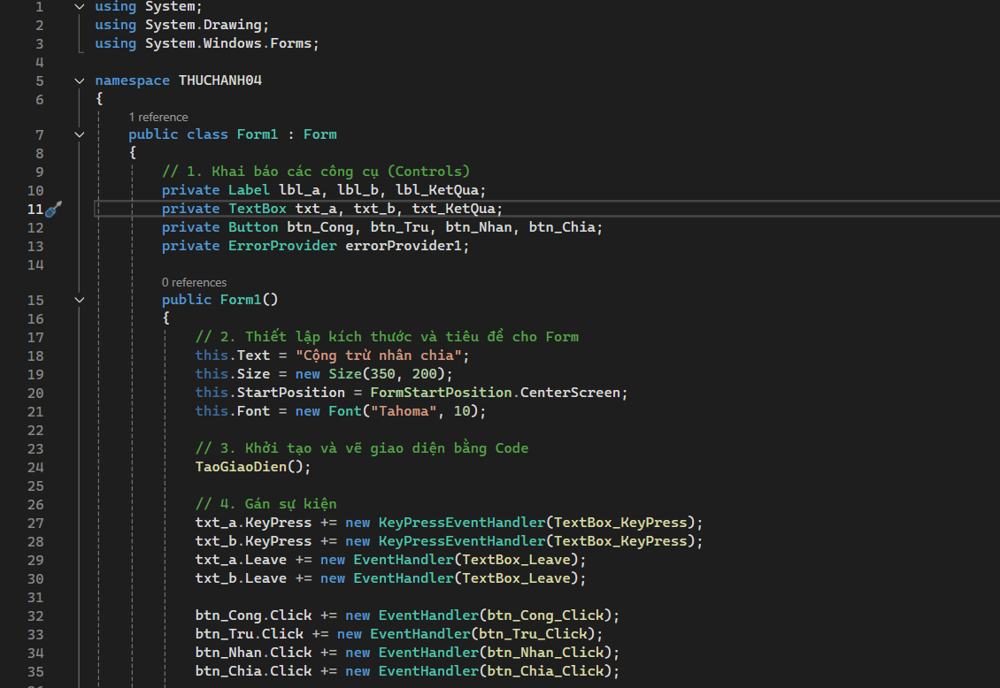 1 using System;
2 using System.Drawing;
3 using System.Windows.Forms;
4
5 namespace THUCHANH04
6 {
1 reference
7 public class Form1 : Form
8 {
9 // 1. Khai báo các công cụ (Controls)
10 private Label lbl_a, lbl_b, lbl_KetQua;
11 private TextBox txt_a, txt_b, txt_KetQua;
12 private Button btn_Cong, btn_Tru, btn_Nhan, btn_Chia;
13 private ErrorProvider errorProvider1;
14
0 references
15 public Form1()
16 {
17 // 2. Thiết lập kích thước và tiêu đề cho Form
18 this.Text = "Cộng trừ nhân chia";
19 this.Size = new Size(350, 200);
20 this.StartPosition = FormStartPosition.CenterScreen;
21 this.Font = new Font("Tahoma", 10);
22
23 // 3. Khởi tạo và vẽ giao diện bằng Code
24 TaoGiaoDien();
25
26 // 4. Gán sự kiện
27 txt_a.KeyPress += new KeyPressEventHandler(TextBox_KeyPress);
28 txt_b.KeyPress += new KeyPressEventHandler(TextBox_KeyPress);
29 txt_a.Leave += new EventHandler(TextBox_Leave);
30 txt_b.Leave += new EventHandler(TextBox_Leave);
31
32 btn_Cong.Click += new EventHandler(btn_Cong_Click);
33 btn_Tru.Click += new EventHandler(btn_Tru_Click);
34 btn_Nhan.Click += new EventHandler(btn_Nhan_Click);
35 btn_Chia.Click += new EventHandler(btn_Chia_Click);